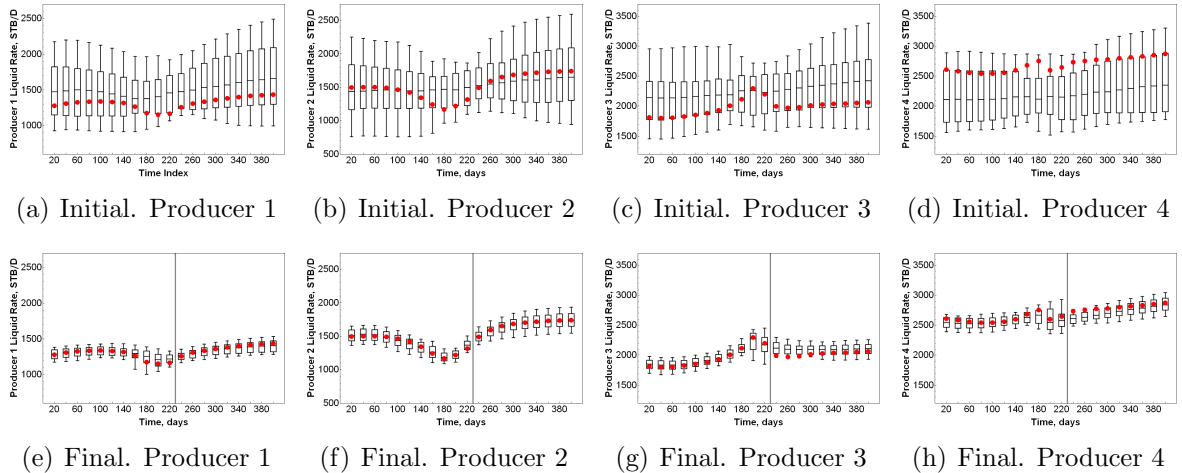 Producer 1 Liquid Rate, STB/D
2500
2000
1500
1000
20 60 100 140 180 220 260 300 340 380
Time Index
(a) Initial. Producer 1
Producer 2 Liquid Rate, STB/D
2500
2000
1500
1000
500
20 60 100 140 180 220 260 300 340 380
Time, days
(b) Initial. Producer 2
Producer 3 Liquid Rate, STB/D
3500
3000
2500
2000
1500
20 60 100 140 180 220 260 300 340 380
Time, days
(c) Initial. Producer 3
Producer 4 Liquid Rate, STB/D
3500
3000
2500
2000
1500
20 60 100 140 180 220 260 300 340 380
Time, days
(d) Initial. Producer 4
Producer 1 Liquid Rate, STB/D
2500
2000
1500
1000
20 60 100 140 180 220 260 300 340 380
Time, days
(e) Final. Producer 1
Producer 2 Liquid Rate, STB/D
2500
2000
1500
1000
500
20 60 100 140 180 220 260 300 340 380
Time, days
(f) Final. Producer 2
Producer 3 Liquid Rate, STB/D
3500
3000
2500
2000
1500
20 60 100 140 180 220 260 300 340 380
Time, days
(g) Final. Producer 3
Producer 4 Liquid Rate, STB/D
3500
3000
2500
2000
1500
20 60 100 140 180 220 260 300 340 380
Time, days
(h) Final. Producer 4